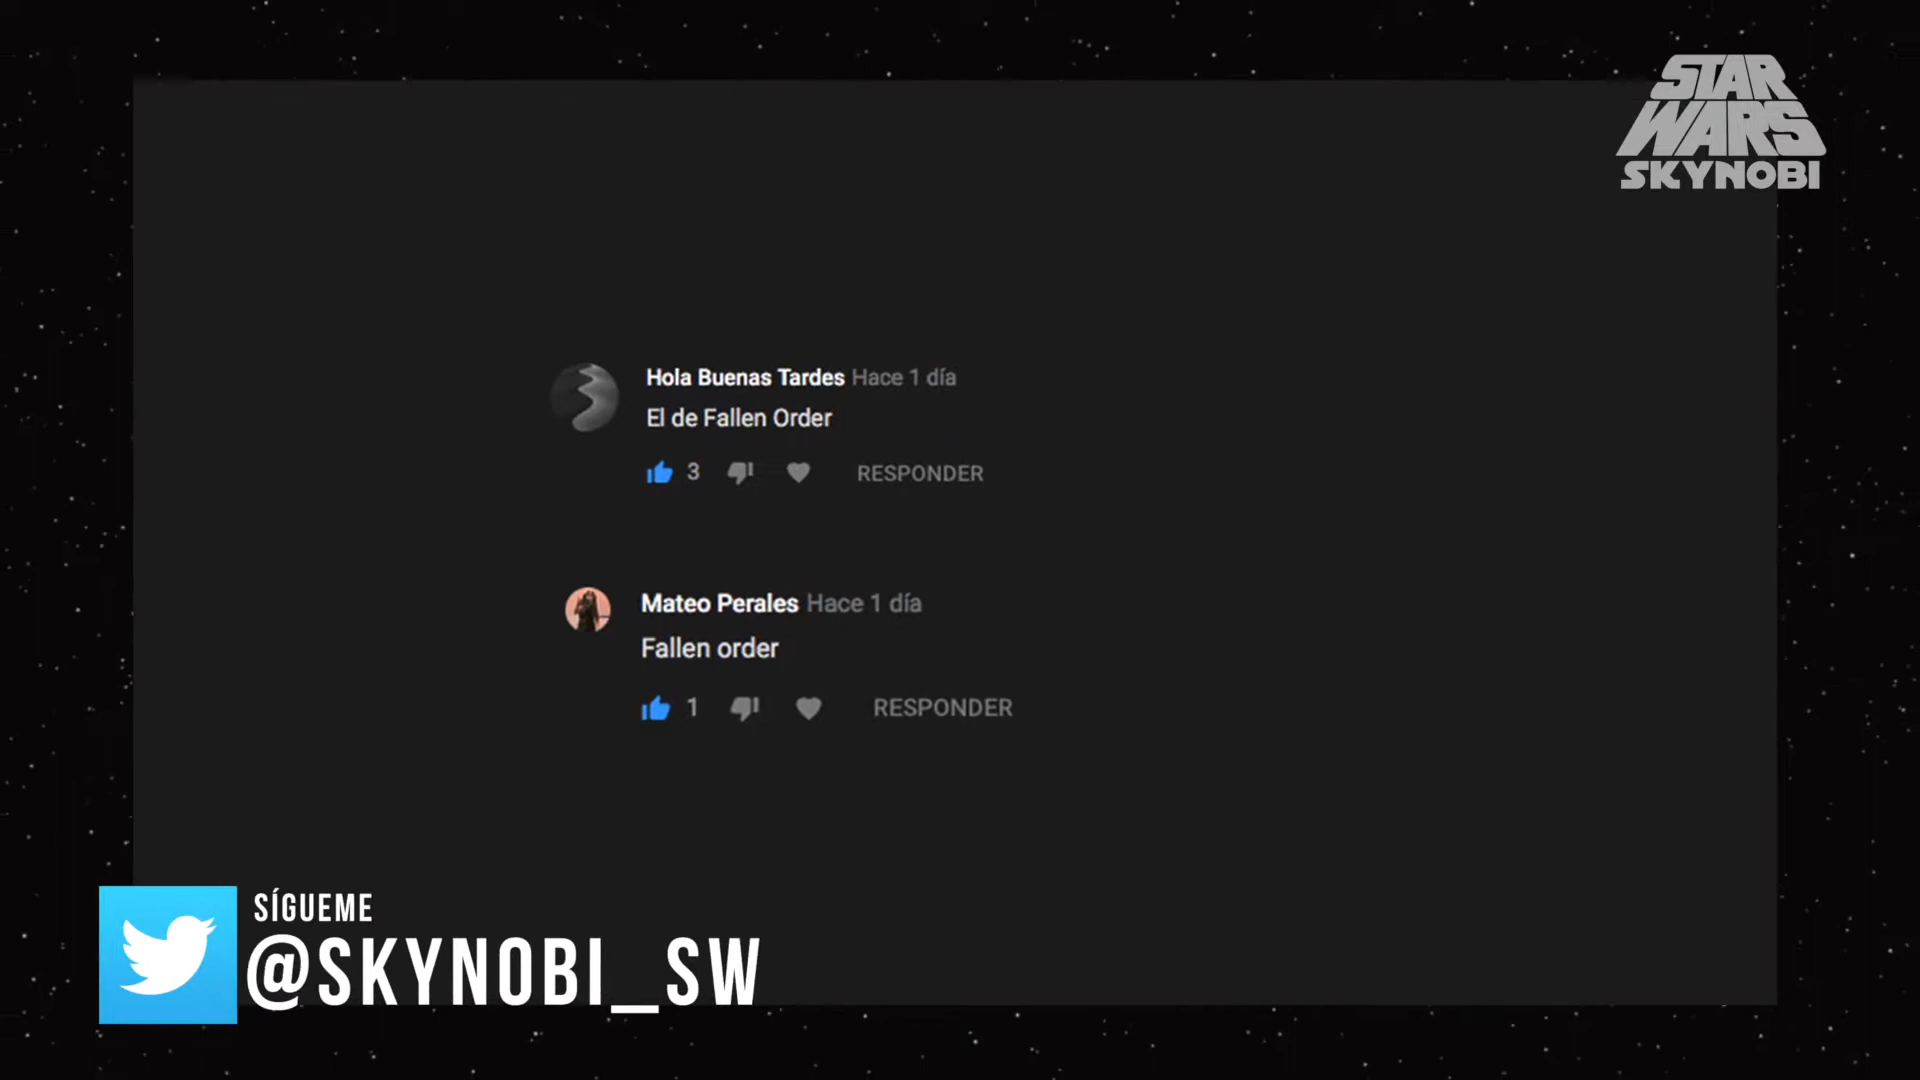 STAR
WARS
SKYNOBI
Hola Buenas Tardes Hace 1 día
El de Fallen Order
3 RESPONDER
Mateo Perales Hace 1 día
Fallen order
1 RESPONDER
SÍGUEME
@SKYNOBI_SW